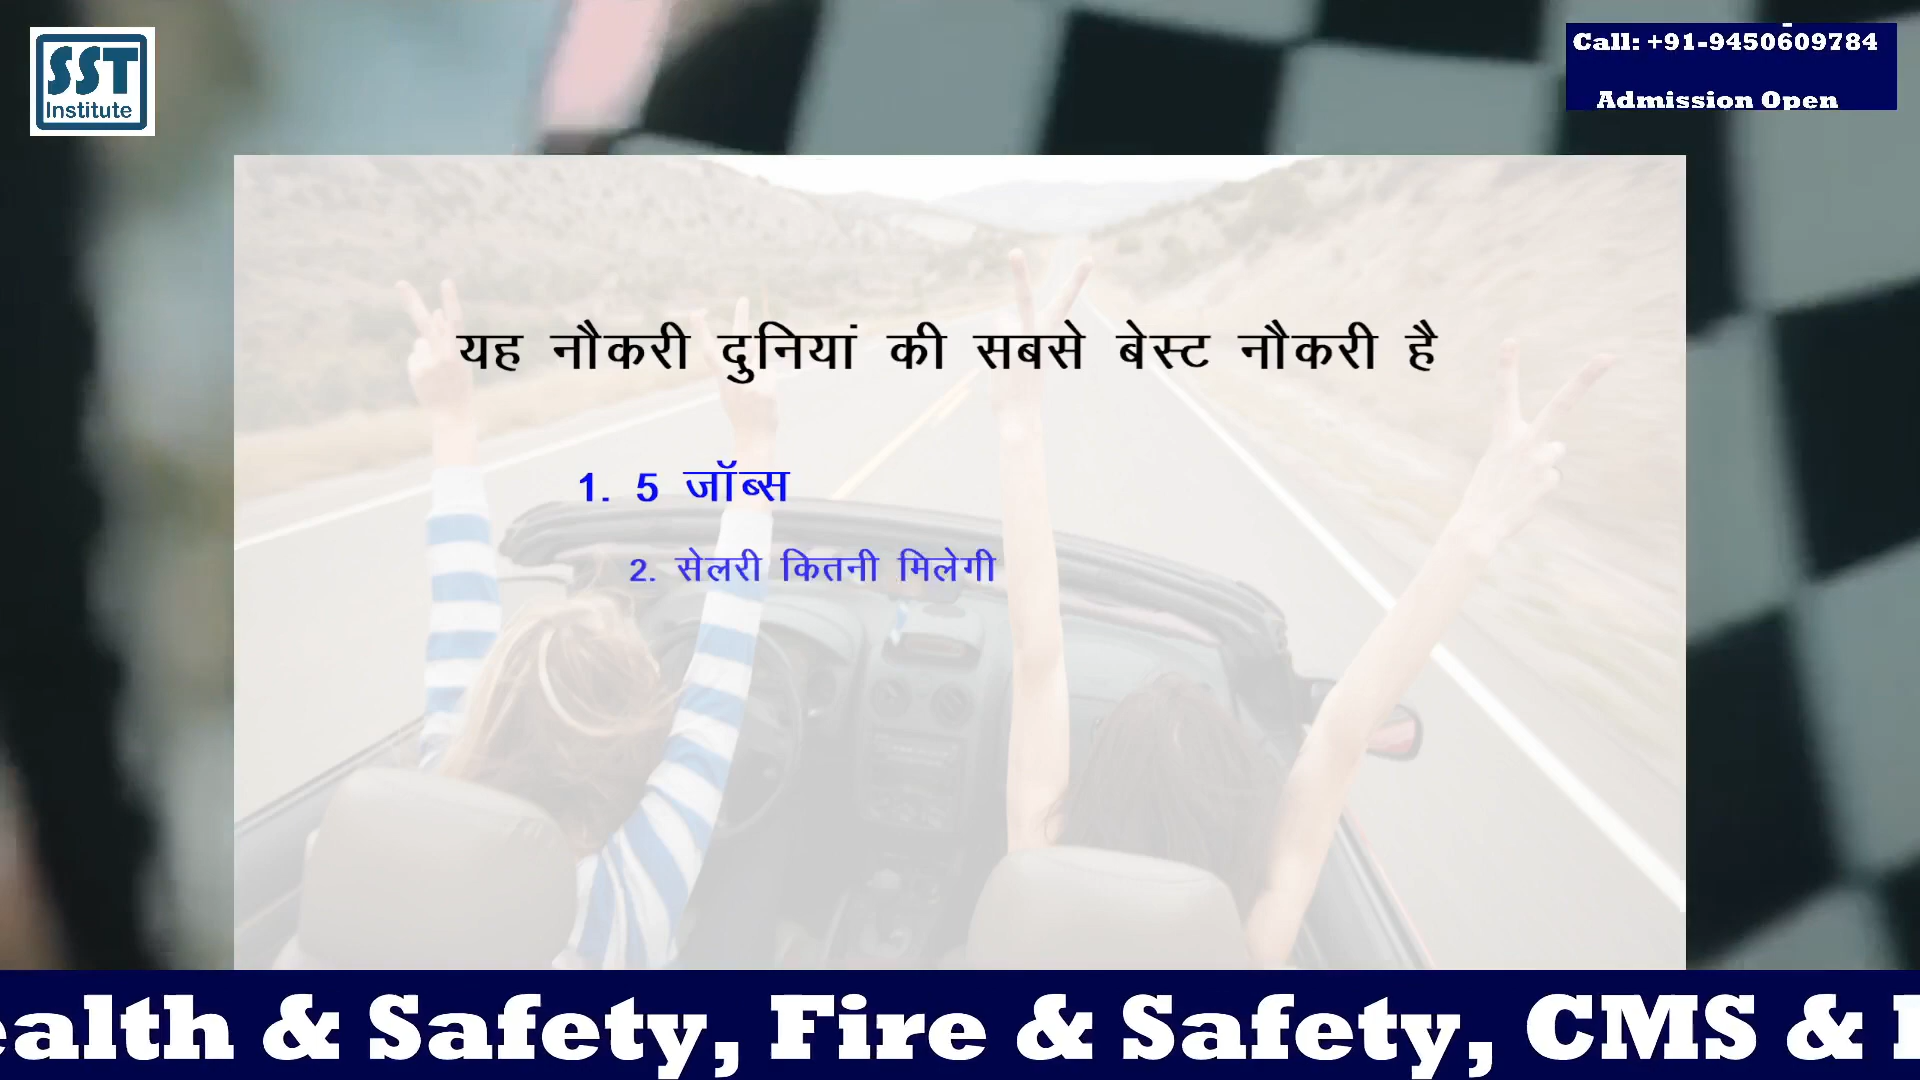 SST
Institute
Call: +91-9450609784
Admission Open
यह नौकरी दुनियां की सबसे बेस्ट नौकरी है
1. 5 जॉब्स
2. सेलरी कितनी मिलेगी
ealth & Safety, Fire & Safety, CMS &